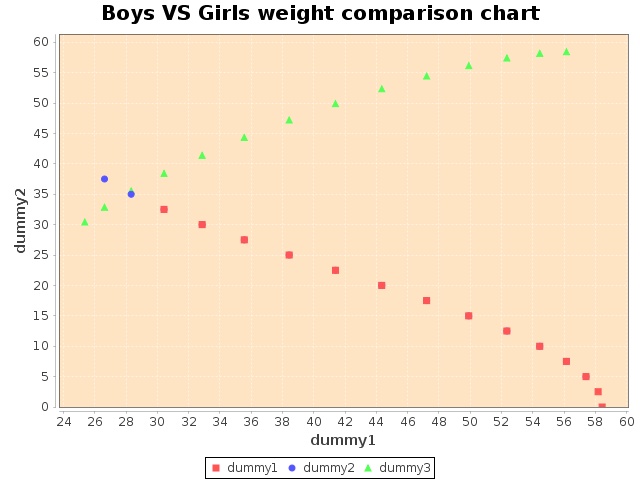 Boys VS Girls weight comparison chart
60
55
50
45
40
35
30
25
20
15
10
5
0
dummy2
24 26 28 30 32 34 36 38 40 42 44 46 48 50 52 54 56 58 60
dummy1
dummy1 dummy2 dummy3